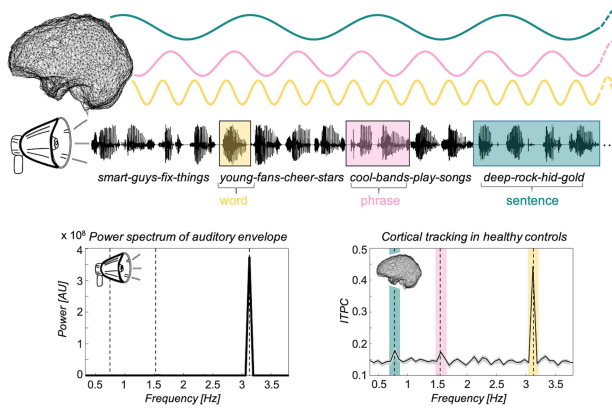 smart-guys-fix-things young-fans-cheer-stars cool-bands-play-songs deep-rock-hid-gold
word phrase sentence
x 10⁸ Power spectrum of auditory envelope
4
3
2
1
0
Power [AU]
0.5 1 1.5 2 2.5 3 3.5
Frequency [Hz]
Cortical tracking in healthy controls
0.5
0.4
0.3
0.2
0.1
ITPC
0.5 1 1.5 2 2.5 3 3.5
Frequency [Hz]